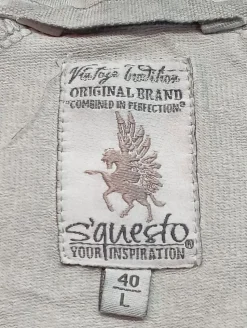 Vintage tradition
ORIGINAL BRAND
"COMBINED IN PERFECTION"
S'questo®
YOUR INSPIRATION
40
L